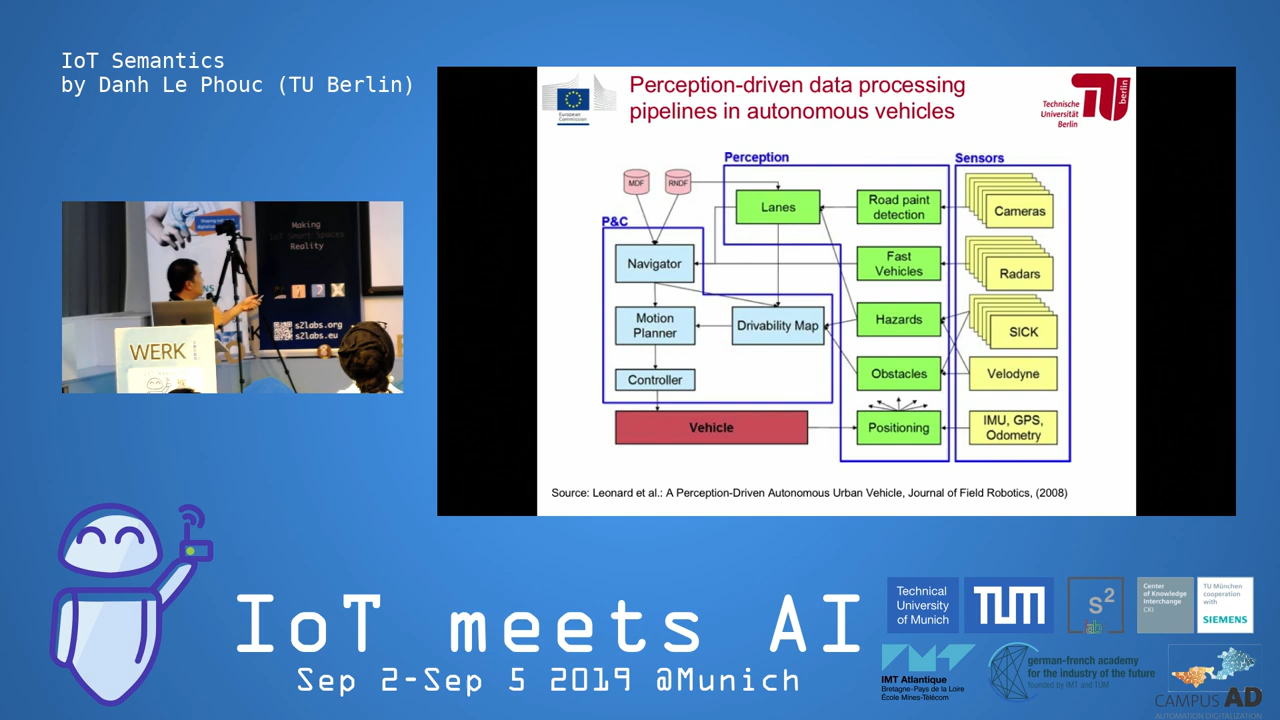 IoT Semantics
by Danh Le Phouc (TU Berlin)
Perception-driven data processing
pipelines in autonomous vehicles
European
Commission
Technische
Universität
Berlin
berlin
Perception
Sensors
P&C
MDF
RNDF
Lanes
Road paint
detection
Cameras
Navigator
Fast
Vehicles
Radars
Motion
Planner
Drivability Map
Hazards
SICK
Controller
Obstacles
Velodyne
Vehicle
Positioning
IMU, GPS,
Odometry
Source: Leonard et al.: A Perception-Driven Autonomous Urban Vehicle, Journal of Field Robotics, (2008)
Making
IoT Smart Spaces
Reality
s2labs.org
s2labs.eu
WERK
IoT meets AI
Sep 2-Sep 5 2019 @Munich
Technical
University
of Munich
TUM
s2
lab
Center
of Knowledge
Interchange
CKI
TU München
cooperation
with
SIEMENS
IMT Atlantique
Bretagne-Pays de la Loire
École Mines-Télécom
german-french academy
for the industry of the future
founded by IMT and TUM
CAMPUS AD
AUTOMATION DIGITALIZATION